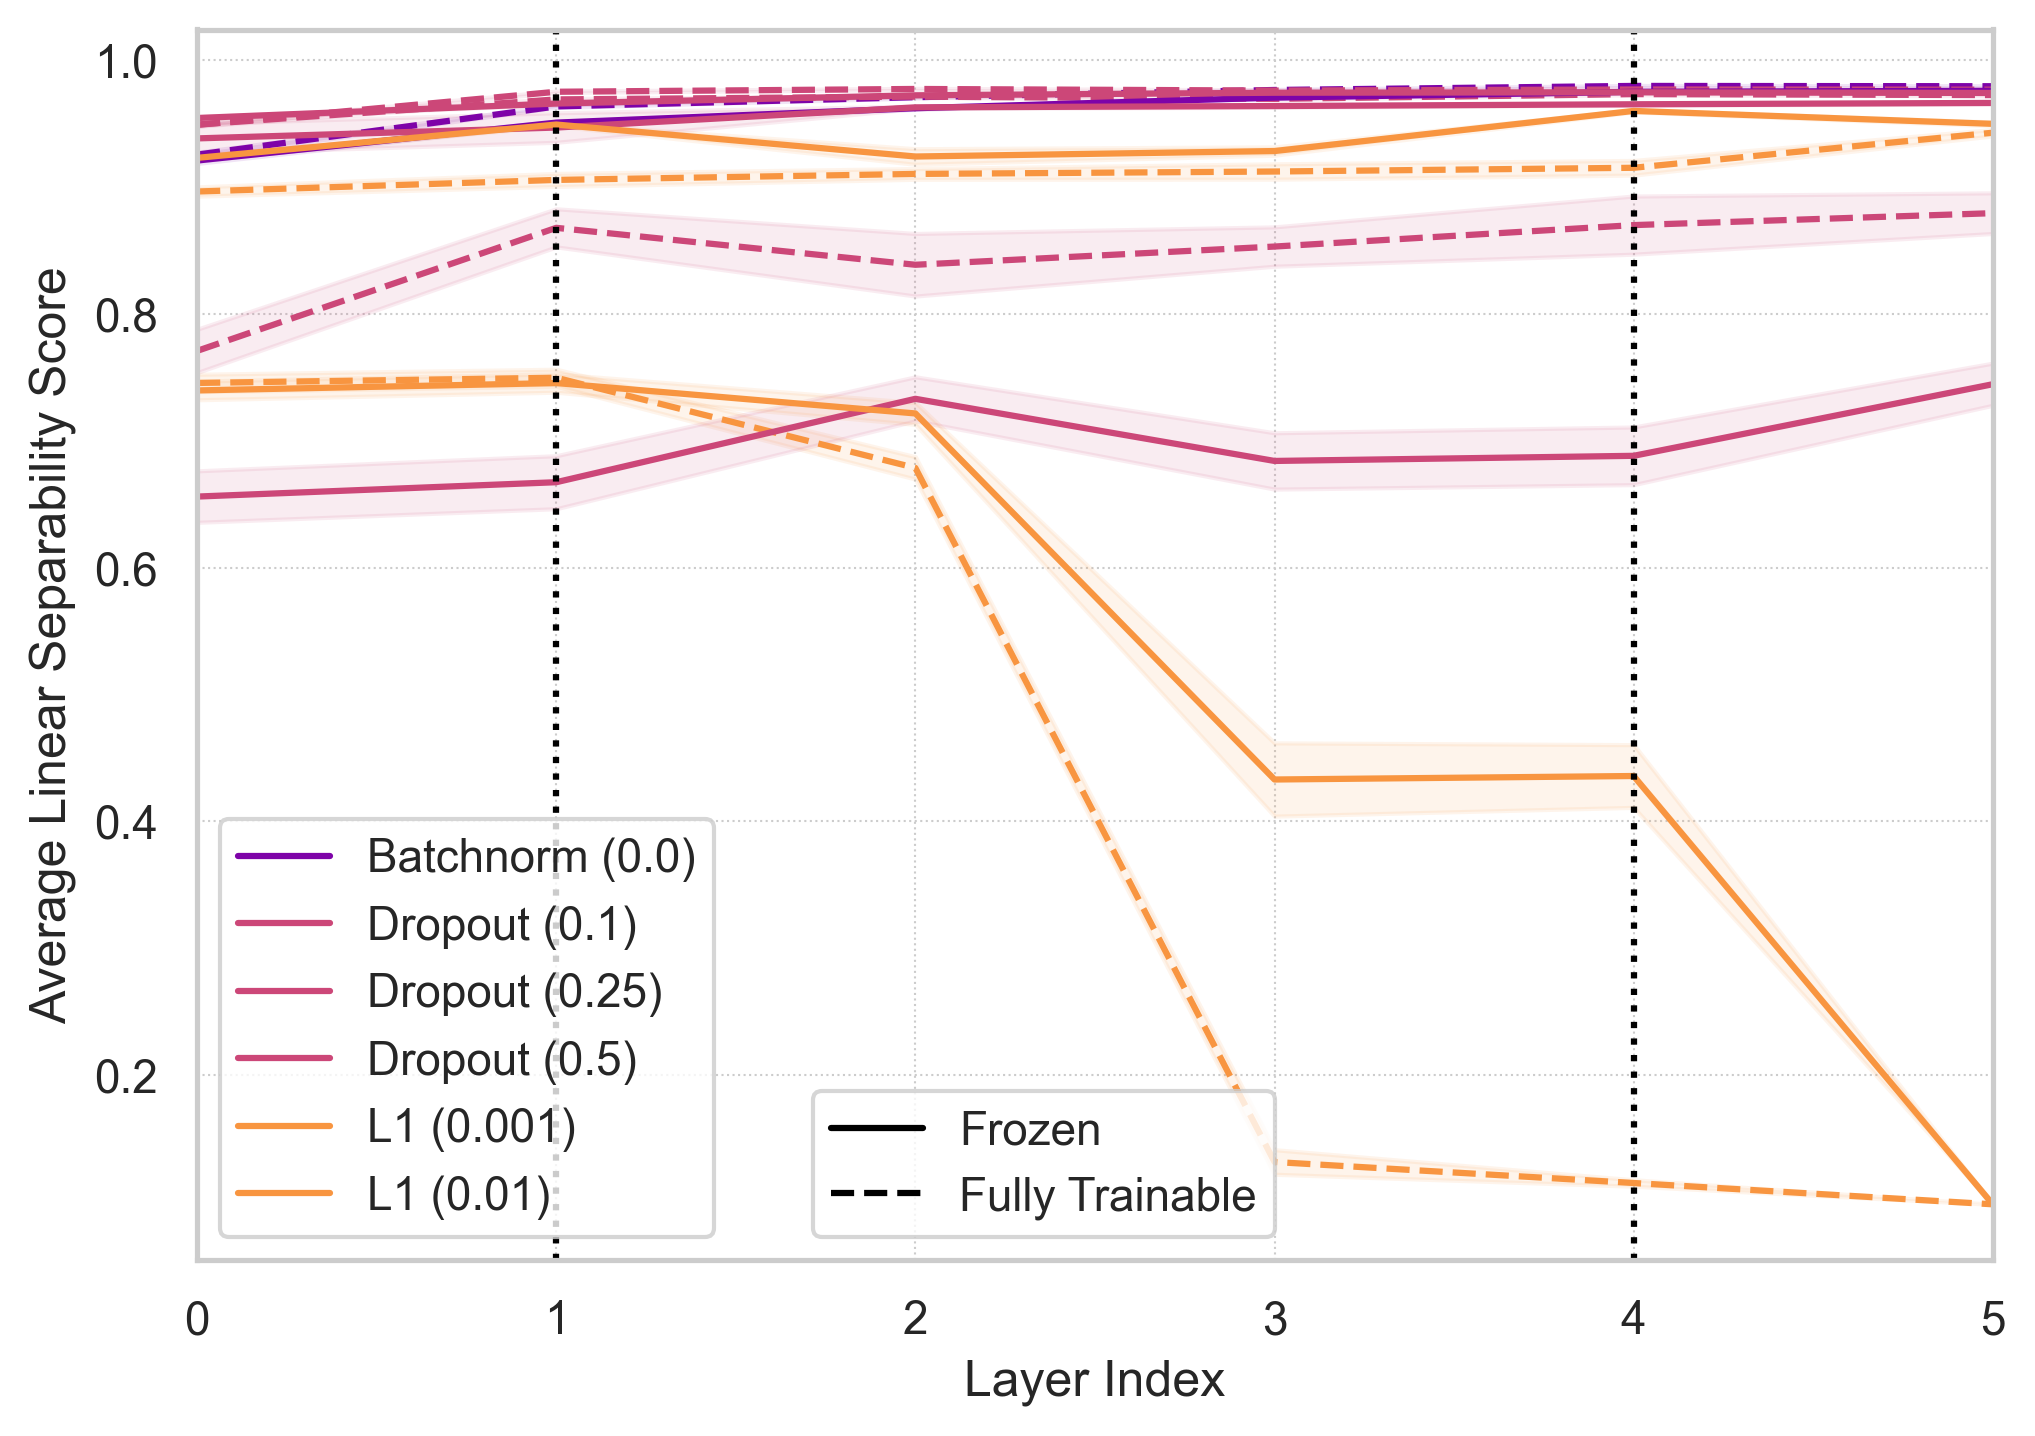 1.0
0.8
0.6
0.4
0.2
Average Linear Separability Score
Batchnorm (0.0)
Dropout (0.1)
Dropout (0.25)
Dropout (0.5)
L1 (0.001)
L1 (0.01)
Frozen
Fully Trainable
0 1 2 3 4 5
Layer Index